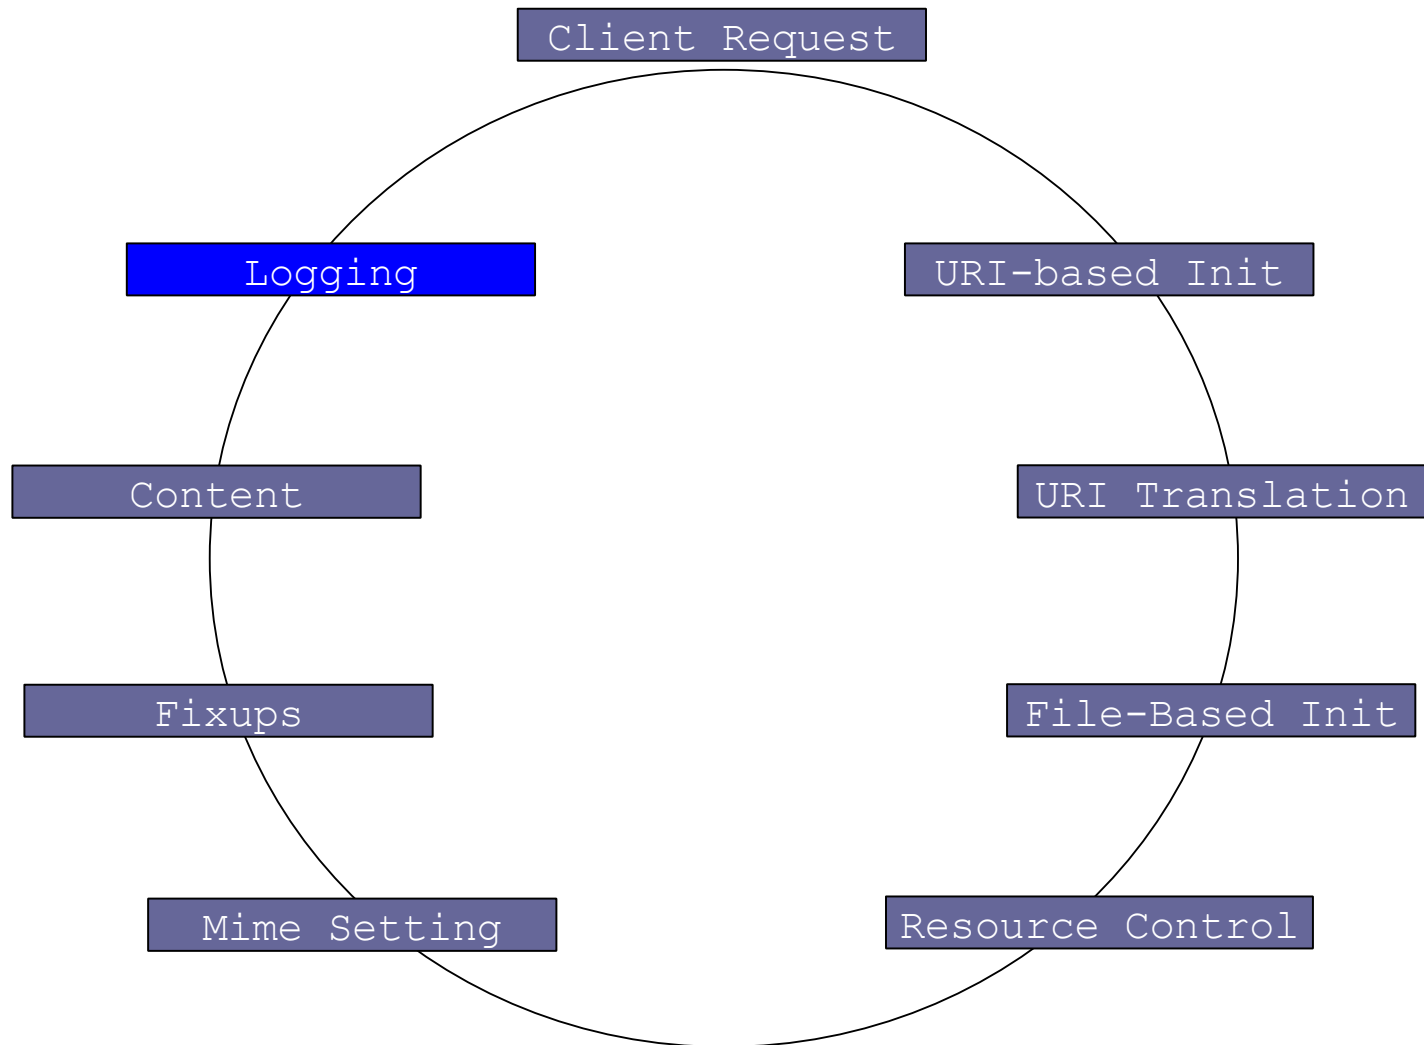 Client Request
Logging
URI-based Init
Content
URI Translation
Fixups
File-Based Init
Mime Setting
Resource Control